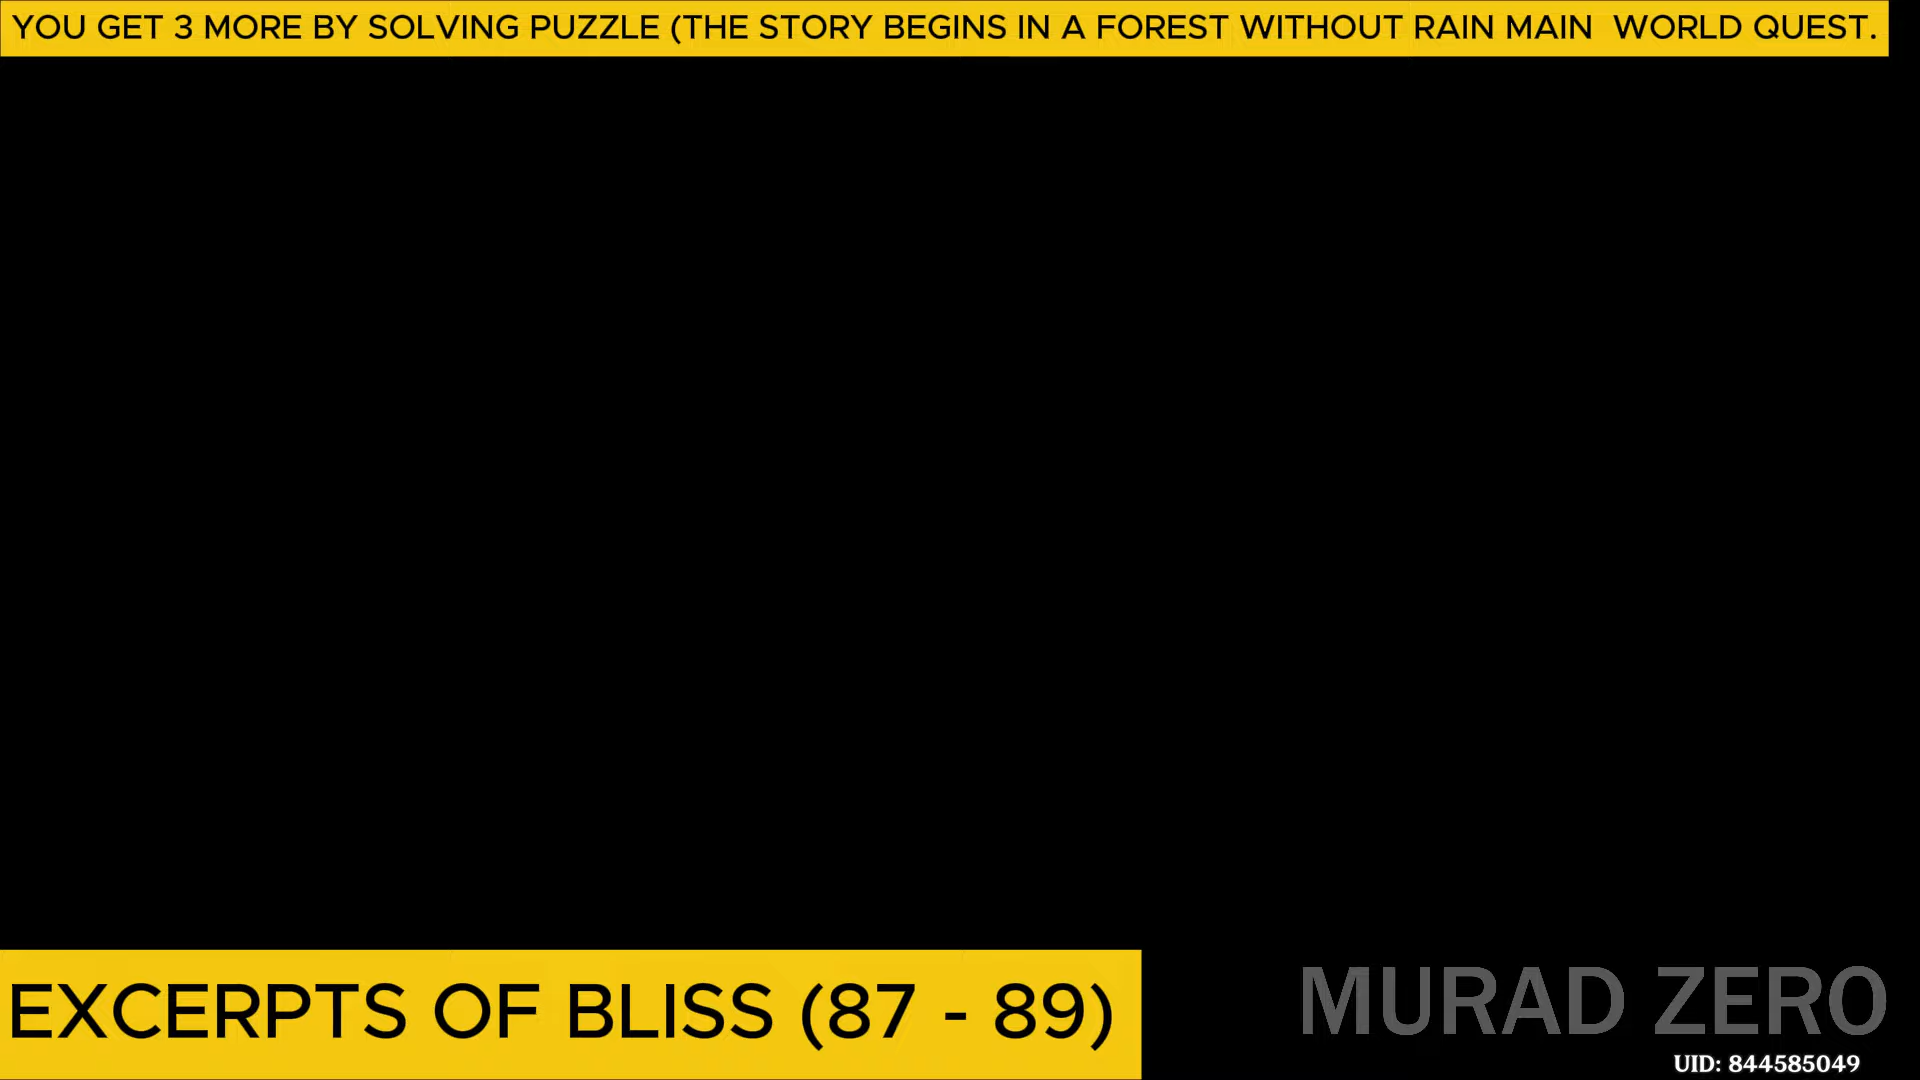 YOU GET 3 MORE BY SOLVING PUZZLE (THE STORY BEGINS IN A FOREST WITHOUT RAIN MAIN  WORLD QUEST.
EXCERPTS OF BLISS (87 - 89)
MURAD ZERO
UID: 844585049